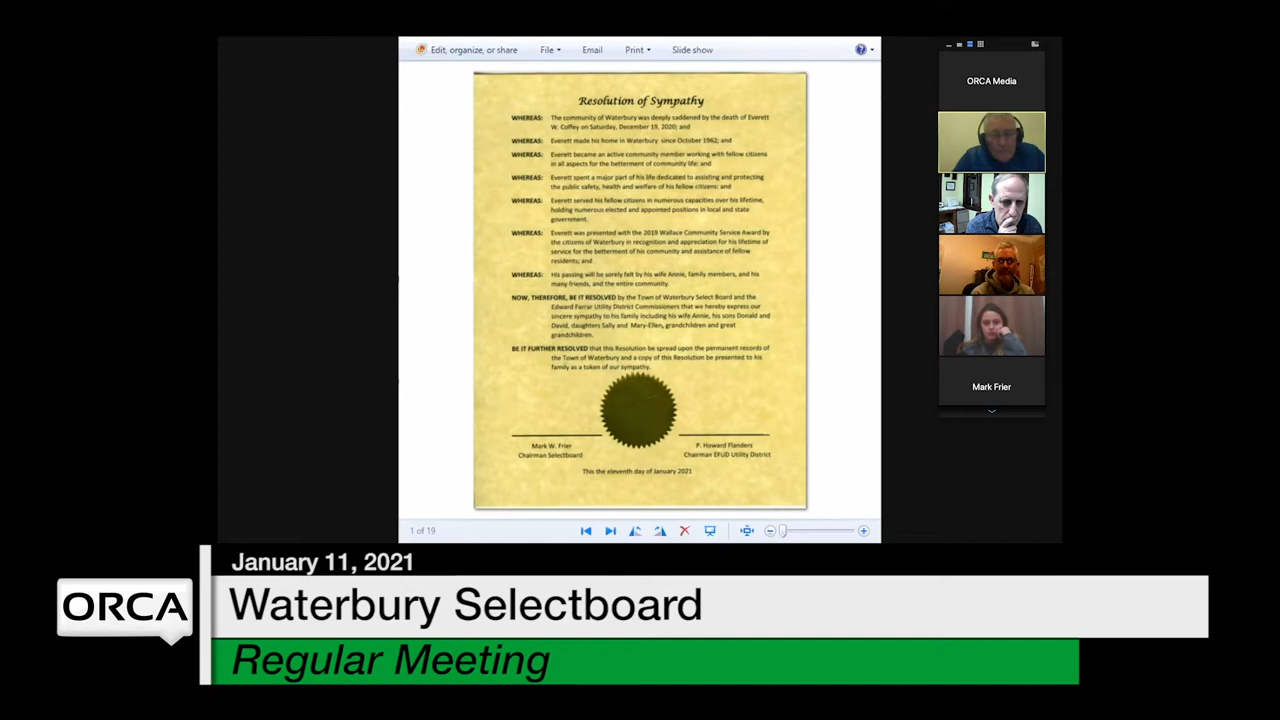 Edit, organize, or share File Email Print Slide show
ORCA Media
Resolution of Sympathy
WHEREAS: The community of Waterbury was deeply saddened by the death of Everett
W. Coffey on Saturday, December 19, 2020; and
WHEREAS: Everett made his home in Waterbury since October 1962; and
WHEREAS: Everett became an active community member working with fellow citizens
in all aspects for the betterment of community life: and
WHEREAS: Everett spent a major part of his life dedicated to assisting and protecting
the public safety, health and welfare of his fellow citizens: and
WHEREAS: Everett served his fellow citizens in numerous capacities over his lifetime,
holding numerous elected and appointed positions in local and state
government.
WHEREAS: Everett was presented with the 2019 Wallace Community Service Award by
the citizens of Waterbury in recognition and appreciation for his lifetime of
service for the betterment of his community and assistance of fellow
residents; and
WHEREAS: His passing will be sorely felt by his wife Annie, family members, and his
many friends, and the entire community.
NOW, THEREFORE, BE IT RESOLVED by the Town of Waterbury Select Board and the
Edward Farrar Utility District Commissioners that we hereby express our
sincere sympathy to his family including his wife Annie, his sons Donald and
David, daughters Sally and Mary-Ellen, grandchildren and great
grandchildren.
BE IT FURTHER RESOLVED that this Resolution be spread upon the permanent records of
the Town of Waterbury and a copy of this Resolution be presented to his
family as a token of our sympathy.
Mark Frier
Mark W. Frier P. Howard Flanders
Chairman Selectboard Chairman EFUD Utility District
This the eleventh day of January 2021
1 of 19
January 11, 2021
ORCA
Waterbury Selectboard
Regular Meeting